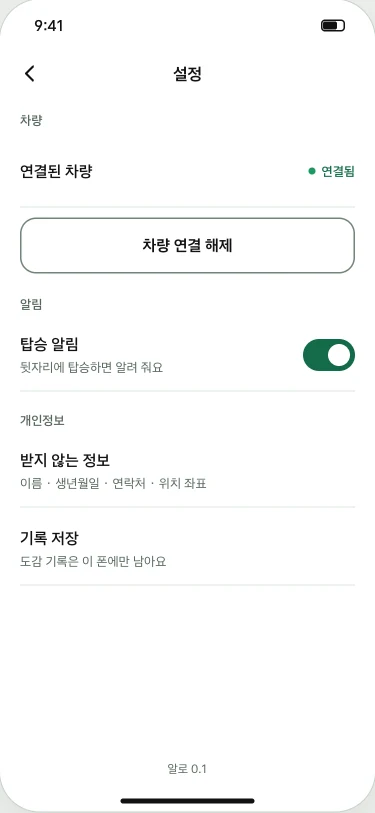 9:41
설정
차량
연결된 차량
연결됨
차량 연결 해제
알림
탑승 알림
뒷자리에 탑승하면 알려 줘요
개인정보
받지 않는 정보
이름 · 생년월일 · 연락처 · 위치 좌표
기록 저장
도감 기록은 이 폰에만 남아요
알로 0.1